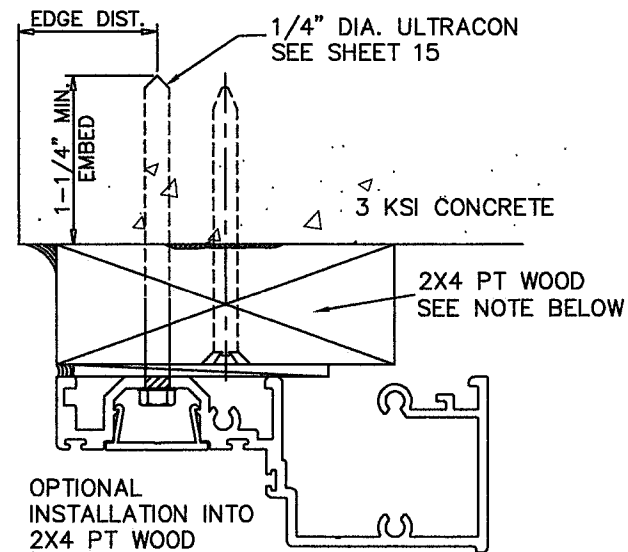 EDGE DIST.
1/4" DIA. ULTRACON
SEE SHEET 15
1-1/4" MIN.
EMBED
3 KSI CONCRETE
2X4 PT WOOD
SEE NOTE BELOW
OPTIONAL
INSTALLATION INTO
2X4 PT WOOD